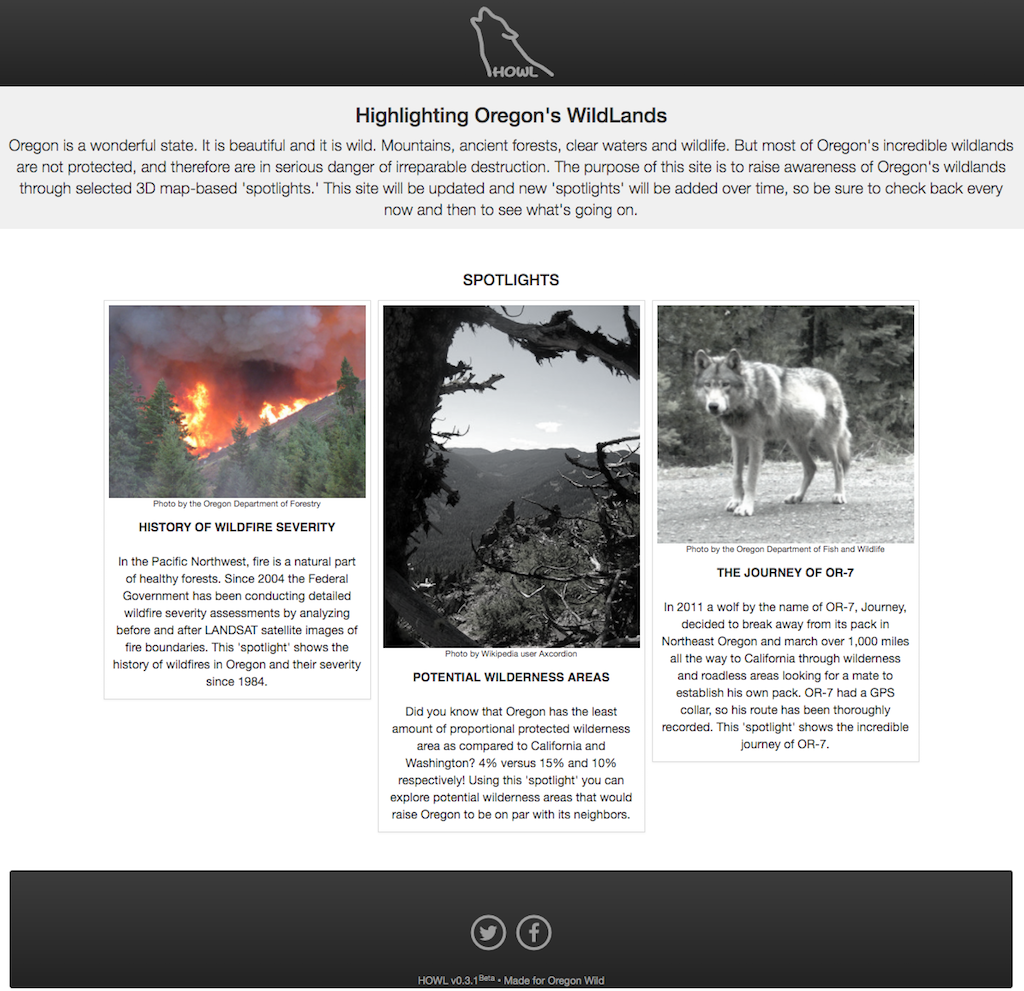 HOWL
Highlighting Oregon's WildLands
Oregon is a wonderful state. It is beautiful and it is wild. Mountains, ancient forests, clear waters and wildlife. But most of Oregon's incredible wildlands
are not protected, and therefore are in serious danger of irreparable destruction. The purpose of this site is to raise awareness of Oregon's wildlands
through selected 3D map-based 'spotlights.' This site will be updated and new 'spotlights' will be added over time, so be sure to check back every
now and then to see what's going on.
SPOTLIGHTS
Photo by the Oregon Department of Forestry
HISTORY OF WILDFIRE SEVERITY
In the Pacific Northwest, fire is a natural part
of healthy forests. Since 2004 the Federal
Government has been conducting detailed
wildfire severity assessments by analyzing
before and after LANDSAT satellite images of
fire boundaries. This 'spotlight' shows the
history of wildfires in Oregon and their severity
since 1984.
Photo by Wikipedia user Axcordion
POTENTIAL WILDERNESS AREAS
Did you know that Oregon has the least
amount of proportional protected wilderness
area as compared to California and
Washington? 4% versus 15% and 10%
respectively! Using this 'spotlight' you can
explore potential wilderness areas that would
raise Oregon to be on par with its neighbors.
Photo by the Oregon Department of Fish and Wildlife
THE JOURNEY OF OR-7
In 2011 a wolf by the name of OR-7, Journey,
decided to break away from its pack in
Northeast Oregon and march over 1,000 miles
all the way to California through wilderness
and roadless areas looking for a mate to
establish his own pack. OR-7 had a GPS
collar, so his route has been thoroughly
recorded. This 'spotlight' shows the incredible
journey of OR-7.
HOWL v0.3.1Beta • Made for Oregon Wild